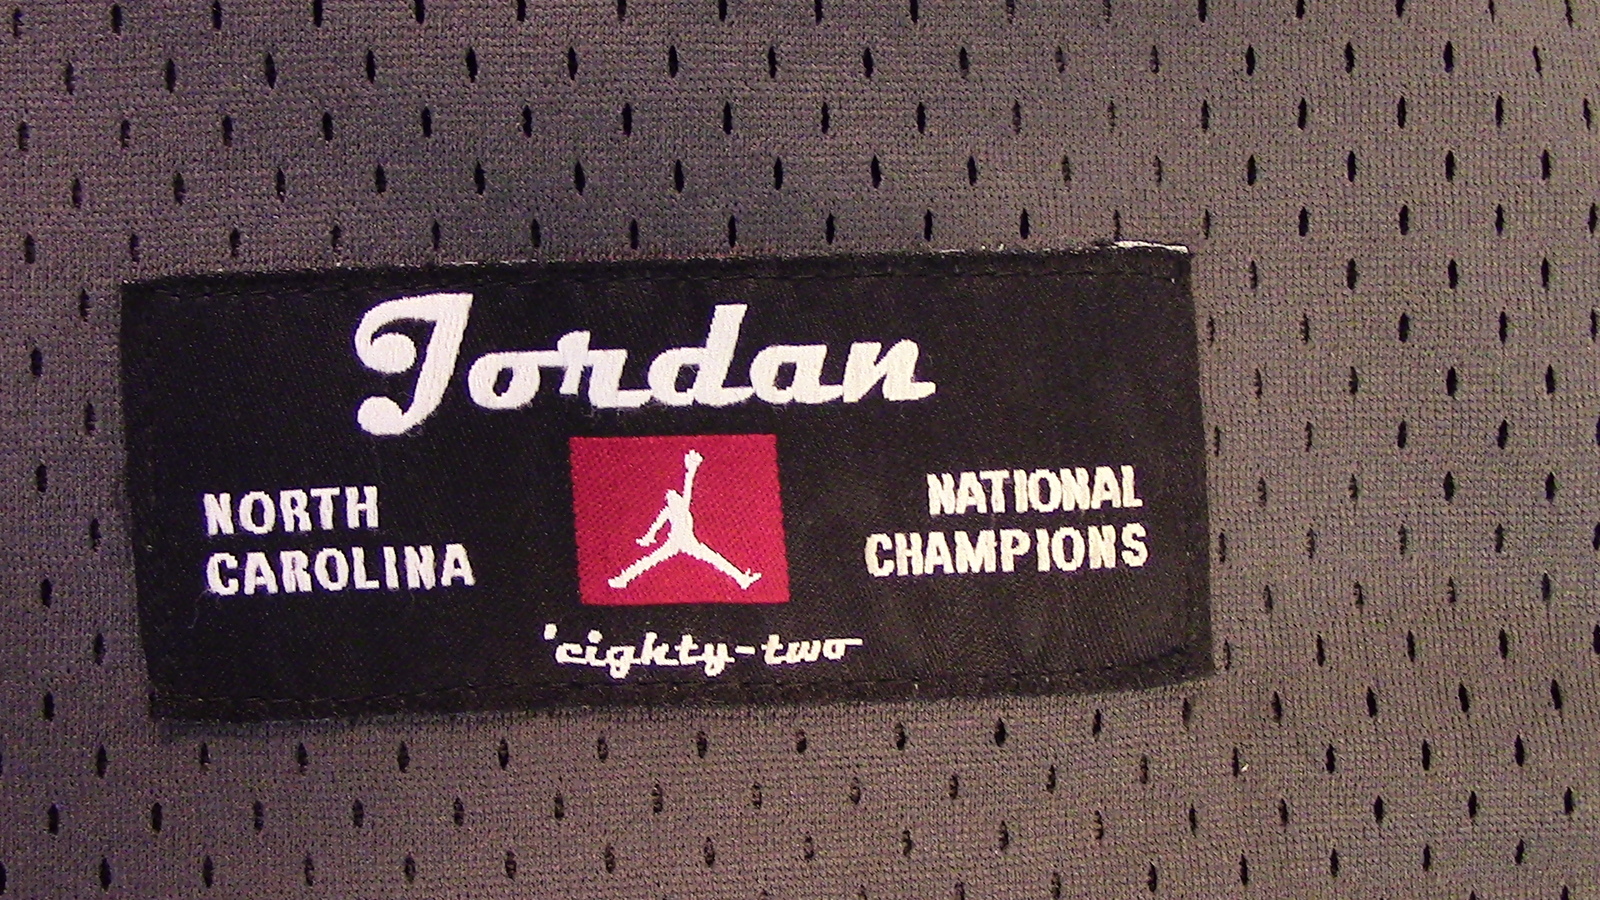 Jordan
NORTH
CAROLINA
NATIONAL
CHAMPIONS
'eighty-two